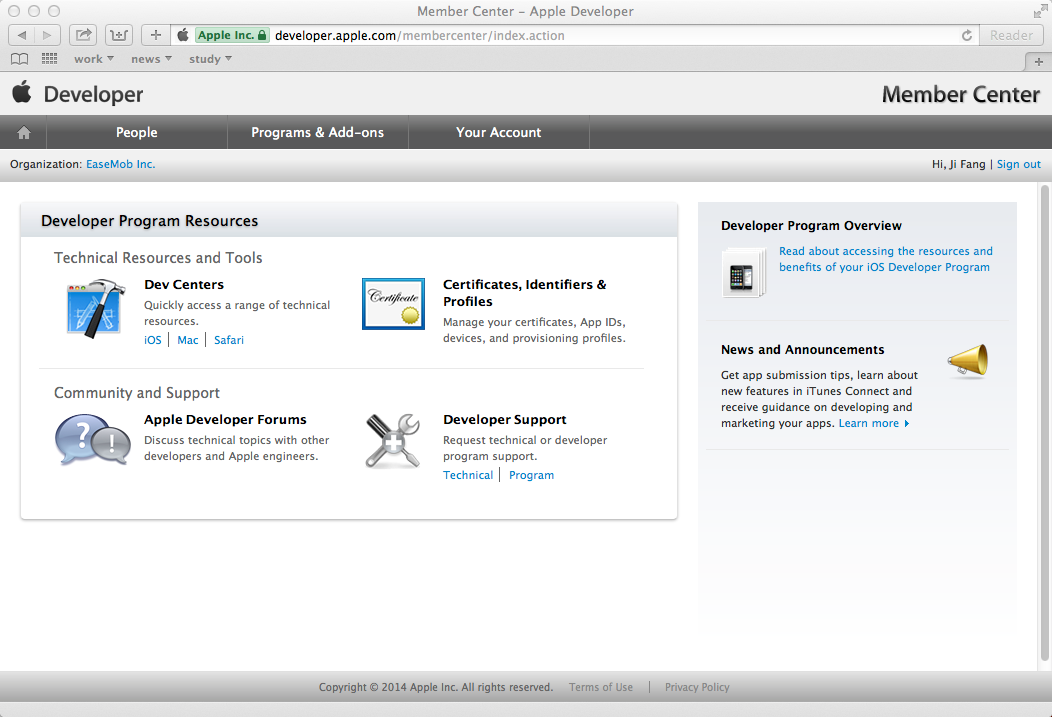 Member Center – Apple Developer
Apple Inc. developer.apple.com/membercenter/index.action
Reader
work news study
Developer
Member Center
People Programs & Add-ons Your Account
Organization: EaseMob Inc.
Hi, Ji Fang | Sign out
Developer Program Resources
Technical Resources and Tools
Dev Centers
Quickly access a range of technical
resources.
iOS | Mac | Safari
Certificate
Certificates, Identifiers &
Profiles
Manage your certificates, App IDs,
devices, and provisioning profiles.
Community and Support
Apple Developer Forums
Discuss technical topics with other
developers and Apple engineers.
Developer Support
Request technical or developer
program support.
Technical | Program
Developer Program Overview
Read about accessing the resources and
benefits of your iOS Developer Program
News and Announcements
Get app submission tips, learn about
new features in iTunes Connect and
receive guidance on developing and
marketing your apps. Learn more
Copyright © 2014 Apple Inc. All rights reserved. Terms of Use | Privacy Policy